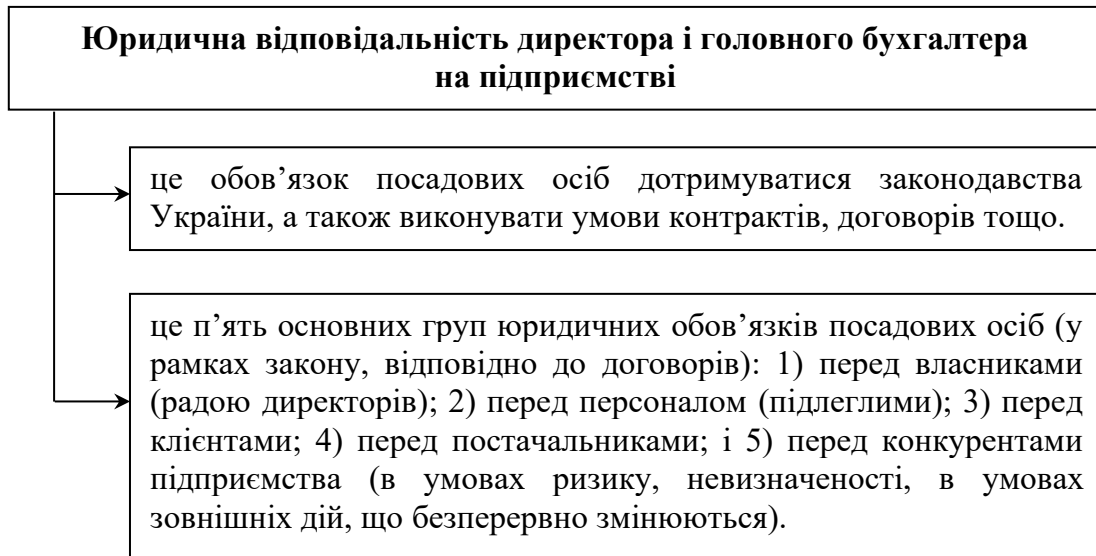 Юридична відповідальність директора і головного бухгалтера
на підприємстві
це обов’язок посадових осіб дотримуватися законодавства
України, а також виконувати умови контрактів, договорів тощо.
це п’ять основних груп юридичних обов’язків посадових осіб (у
рамках закону, відповідно до договорів): 1) перед власниками
(радою директорів); 2) перед персоналом (підлеглими); 3) перед
клієнтами; 4) перед постачальниками; і 5) перед конкурентами
підприємства (в умовах ризику, невизначеності, в умовах
зовнішніх дій, що безперервно змінюються).